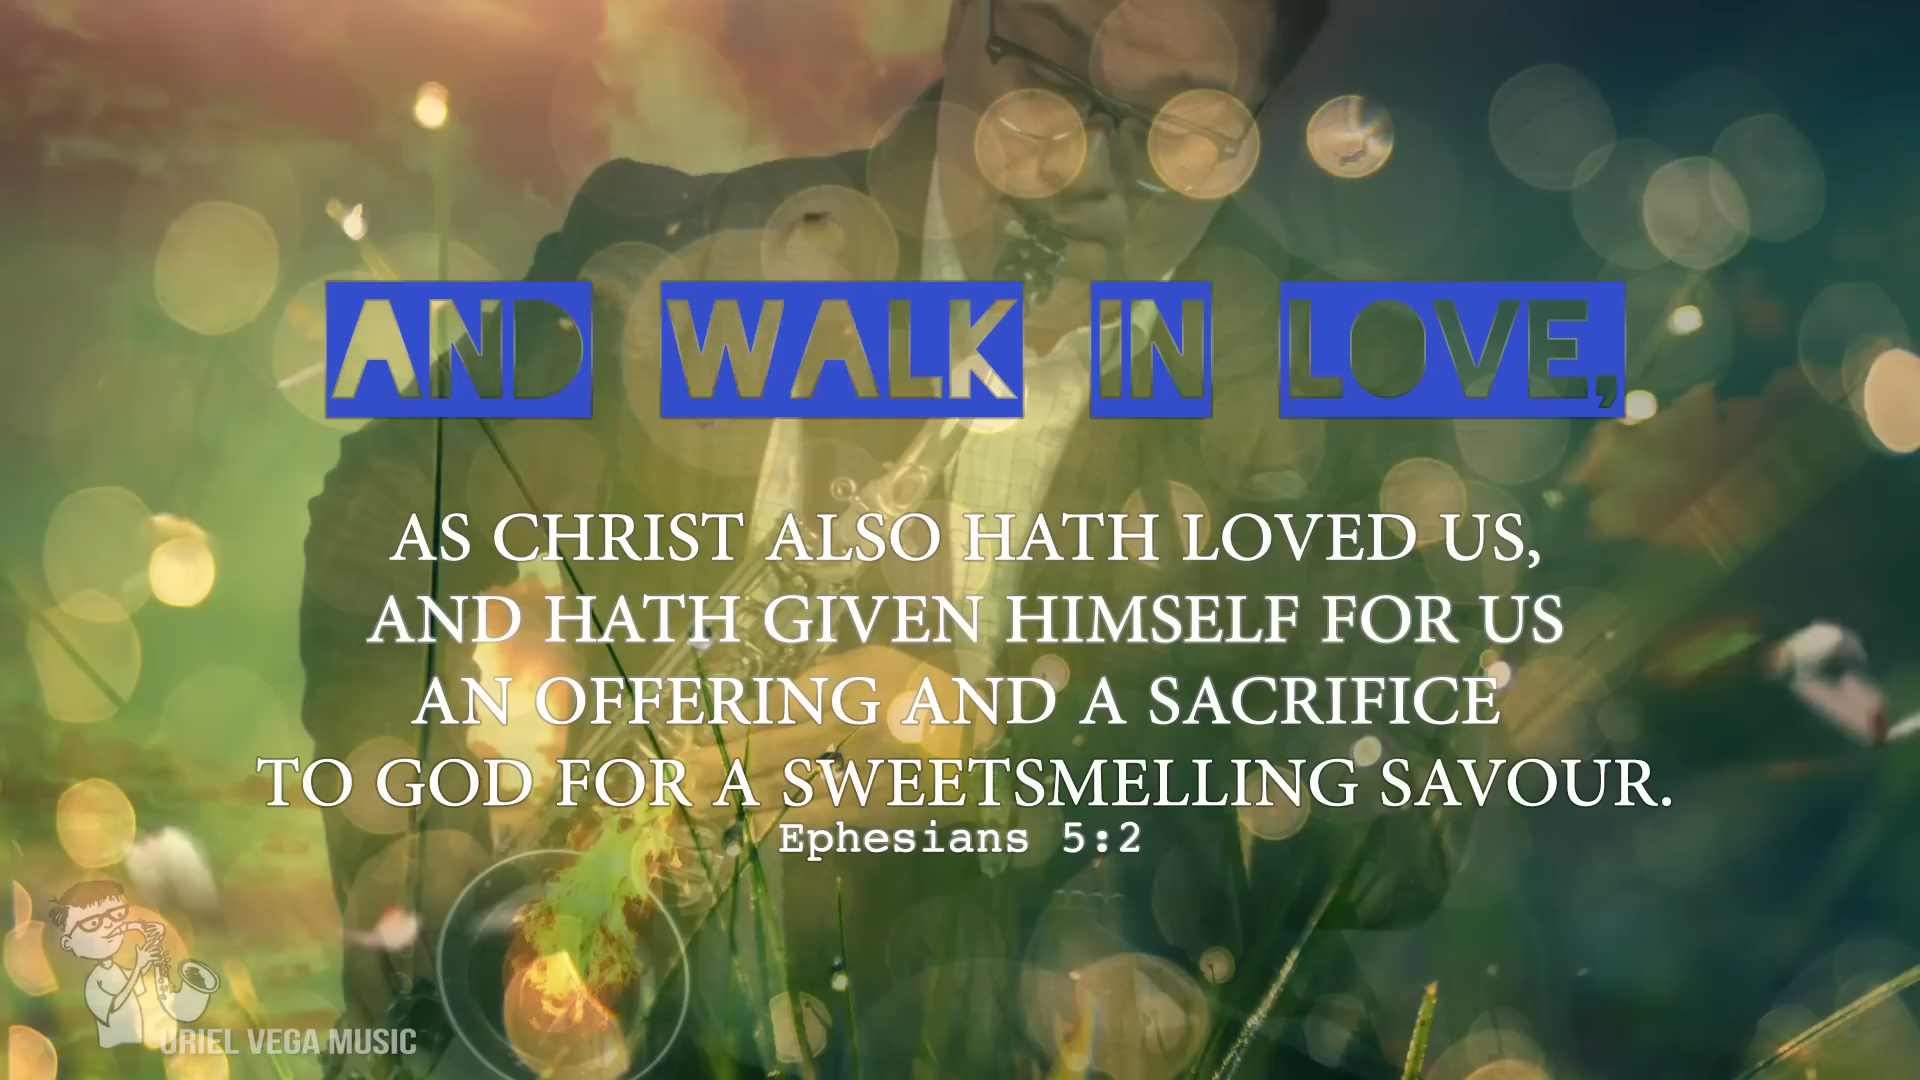 AND WALK IN LOVE,
AS CHRIST ALSO HATH LOVED US,
AND HATH GIVEN HIMSELF FOR US
AN OFFERING AND A SACRIFICE
TO GOD FOR A SWEETSMELLING SAVOUR.
Ephesians 5:2
URIEL VEGA MUSIC